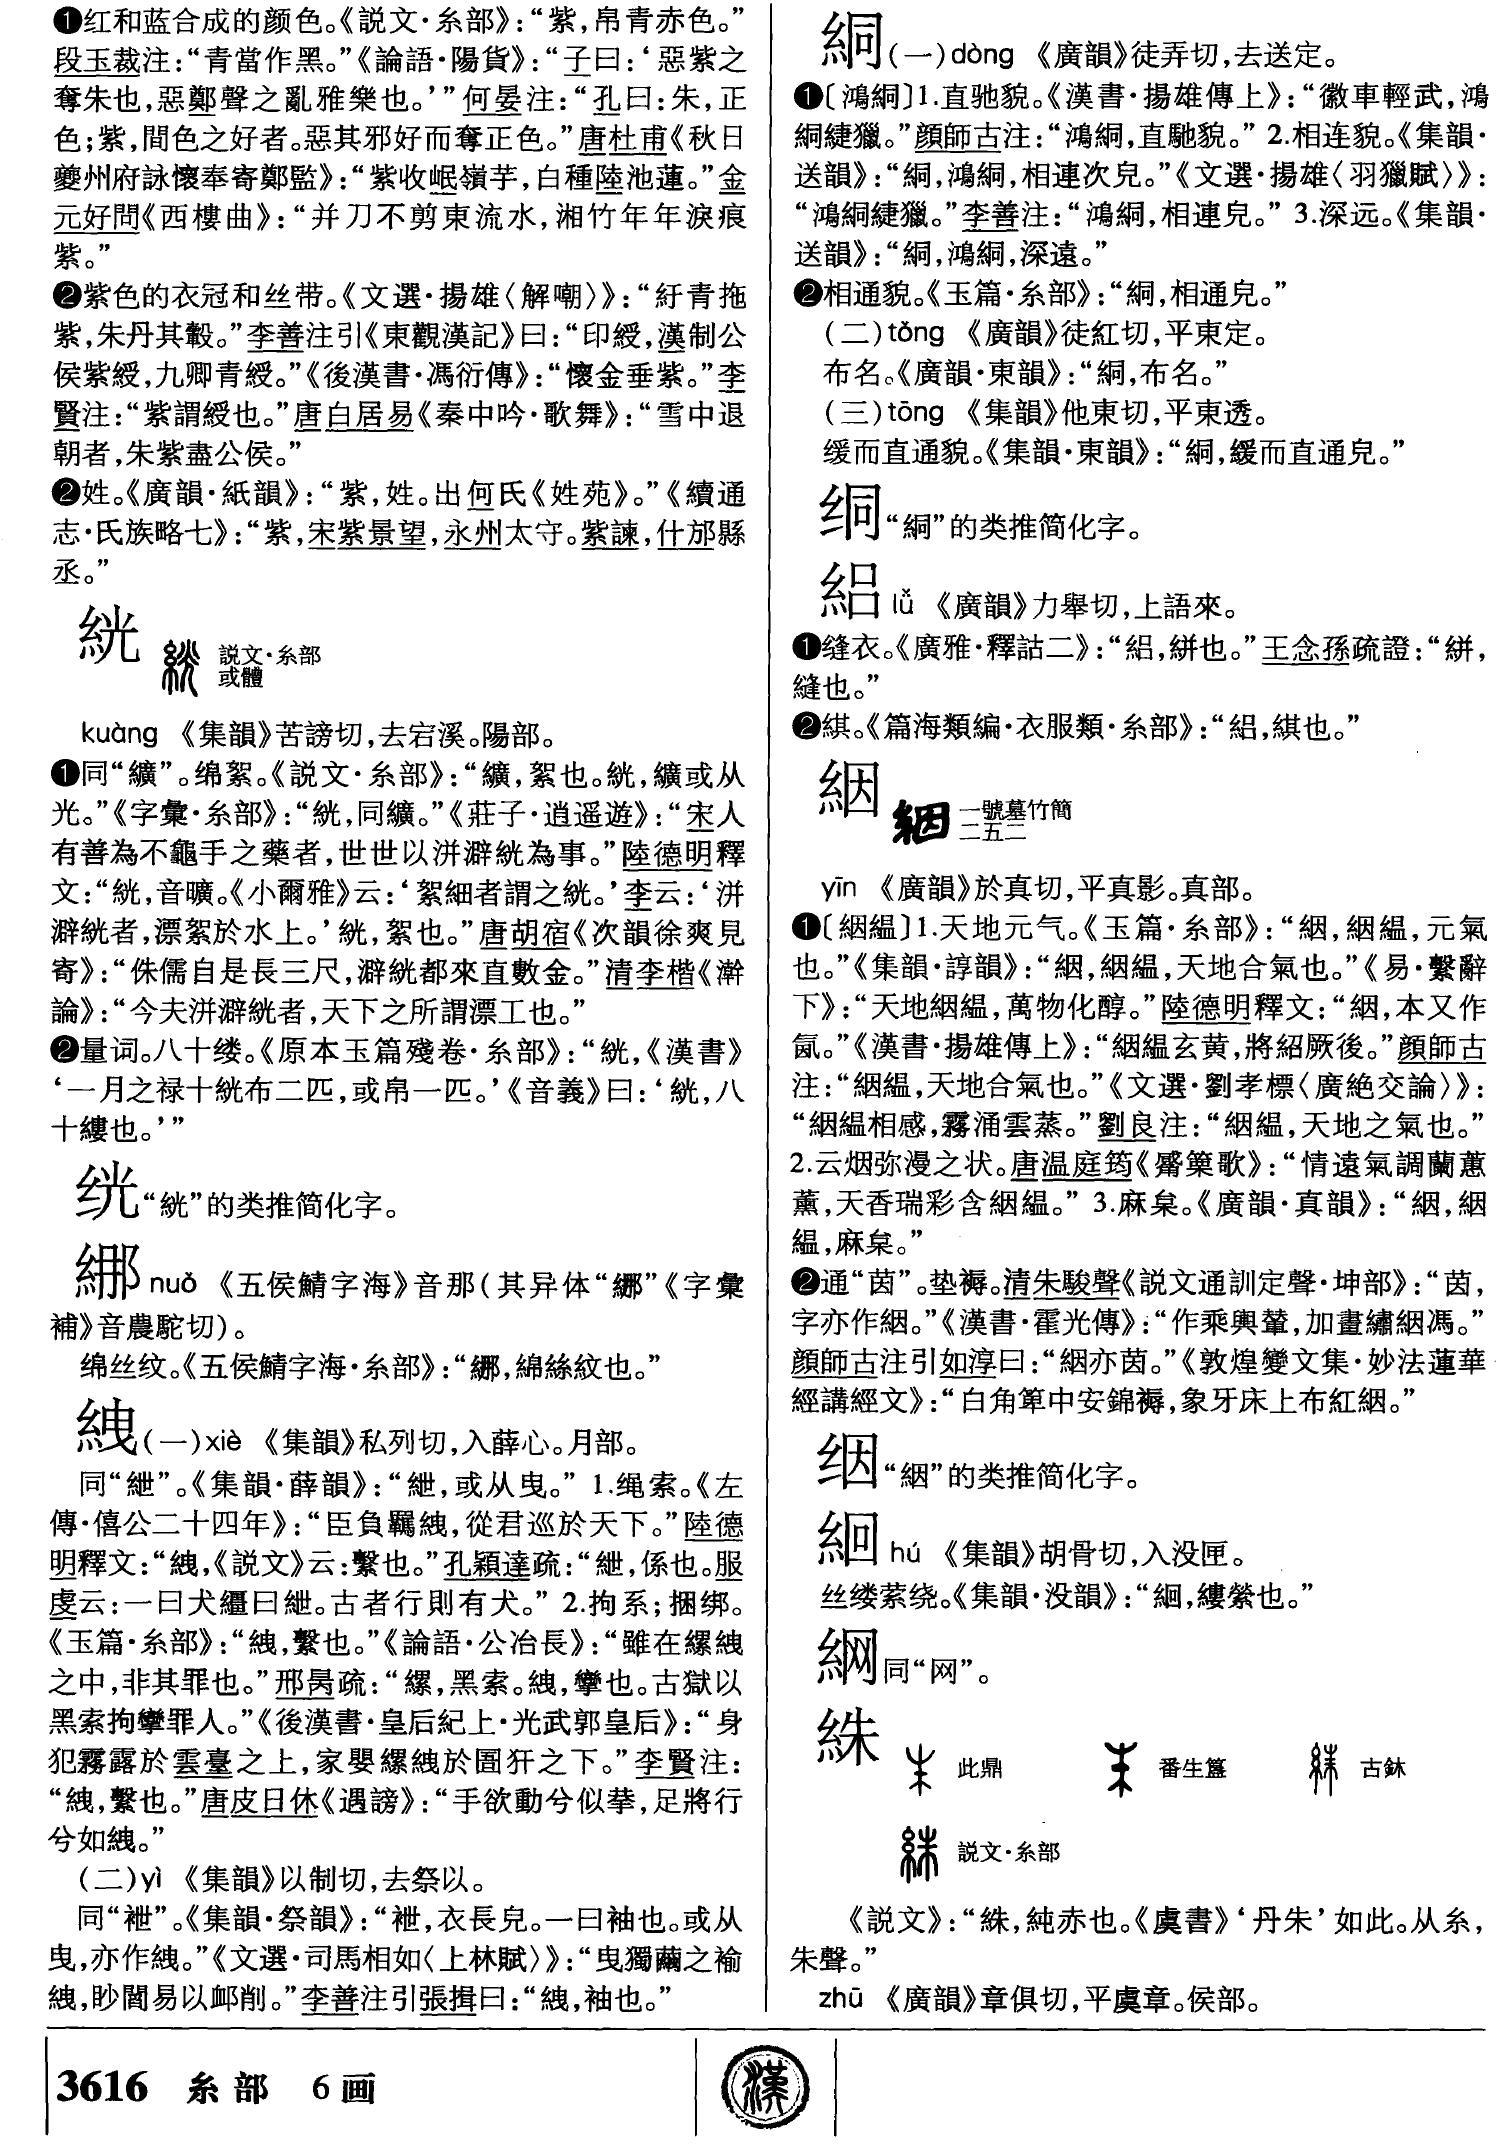 ❶红和蓝合成的颜色。《説文·糸部》：“紫，帛青赤色。”
段玉裁注：“青當作黑。”《論語·陽貨》：“子曰：‘惡紫之
奪朱也，惡鄭聲之亂雅樂也。’”何晏注：“孔曰：朱，正
色；紫，間色之好者。惡其邪好而奪正色。”唐杜甫《秋日
夔州府詠懷奉寄鄭監》：“紫收岷嶺芋，白種陸池蓮。”金
元好問《西樓曲》：“并刀不剪東流水，湘竹年年淚痕
紫。”
❷紫色的衣冠和丝带。《文選·揚雄〈解嘲〉》：“紆青拖
紫，朱丹其轂。”李善注引《東觀漢記》曰：“印綬，漢制公
侯紫綬，九卿青綬。”《後漢書·馮衍傳》：“懷金垂紫。”李
賢注：“紫謂綬也。”唐白居易《秦中吟·歌舞》：“雪中退
朝者，朱紫盡公侯。”
❷姓。《廣韻·紙韻》：“紫，姓。出何氏《姓苑》。”《續通
志·氏族略七》：“紫，宋紫景望，永州太守。紫諫，什邡縣
丞。”
絖 説文·糸部
或體
kuàng 《集韻》苦謗切，去宕溪。陽部。
❶同“纊”。绵絮。《説文·糸部》：“纊，絮也。絖，纊或从
光。”《字彙·糸部》：“絖，同纊。”《莊子·逍遥遊》：“宋人
有善為不龜手之藥者，世世以洴澼絖為事。”陸德明釋
文：“絖，音曠。《小爾雅》云：‘絮細者謂之絖。’李云：‘洴
澼絖者，漂絮於水上。’絖，絮也。”唐胡宿《次韻徐爽見
寄》：“侏儒自是長三尺，澼絖都來直數金。”清李楷《澣
論》：“今夫洴澼絖者，天下之所謂漂工也。”
❷量词。八十缕。《原本玉篇殘卷·糸部》：“絖，《漢書》
‘一月之禄十絖布二匹，或帛一匹。’《音義》曰：‘絖，八
十縷也。’”
𬘡“絖”的类推简化字。
nuǒ 《五侯鯖字海》音那（其异体“䌾”《字彙
補》音農駝切）。
绵丝纹。《五侯鯖字海·糸部》：“䌾，綿絲紋也。”
絏(一)xiè 《集韻》私列切，入薛心。月部。
同“紲”。《集韻·薛韻》：“紲，或从曳。” 1.绳索。《左
傳·僖公二十四年》：“臣負羈絏，從君巡於天下。”陸德
明釋文：“絏，《説文》云：繫也。”孔穎達疏：“紲，係也。服
虔云：一曰犬繮曰紲。古者行則有犬。” 2.拘系；捆绑。
《玉篇·糸部》：“絏，繫也。”《論語·公冶長》：“雖在縲絏
之中，非其罪也。”邢昺疏：“縲，黑索。絏，攣也。古獄以
黑索拘攣罪人。”《後漢書·皇后紀上·光武郭皇后》：“身
犯霧露於雲臺之上，家嬰縲絏於圄犴之下。”李賢注：
“絏，繫也。”唐皮日休《遇謗》：“手欲動兮似拲，足將行
兮如絏。”
(二)yì 《集韻》以制切，去祭以。
同“袣”。《集韻·祭韻》：“袣，衣長皃。一曰袖也。或从
曳，亦作絏。”《文選·司馬相如〈上林賦〉》：“曳獨繭之褕
絏，眇閻易以卹削。”李善注引張揖曰：“絏，袖也。”
絧(一)dòng 《廣韻》徒弄切，去送定。
❶〔鴻絧〕1.直驰貌。《漢書·揚雄傳上》：“徽車輕武，鴻
絧緁獵。”顔師古注：“鴻絧，直馳貌。” 2.相连貌。《集韻·
送韻》：“絧，鴻絧，相連次皃。”《文選·揚雄〈羽獵賦〉》：
“鴻絧緁獵。”李善注：“鴻絧，相連皃。” 3.深远。《集韻·
送韻》：“絧，鴻絧，深遠。”
❷相通貌。《玉篇·糸部》：“絧，相通皃。”
(二)tóng 《廣韻》徒紅切，平東定。
布名。《廣韻·東韻》：“絧，布名。”
(三)tōng 《集韻》他東切，平東透。
缓而直通貌。《集韻·東韻》：“絧，緩而直通皃。”
𫄫“絧”的类推简化字。
絽 lǚ 《廣韻》力舉切，上語來。
❶缝衣。《廣雅·釋詁二》：“絽，絣也。”王念孫疏證：“絣，
縫也。”
❷綨。《篇海類編·衣服類·糸部》：“絽，綨也。”
絪 一號墓竹簡
二五二
yīn 《廣韻》於真切，平真影。真部。
❶〔絪緼〕1.天地元气。《玉篇·糸部》：“絪，絪緼，元氣
也。”《集韻·諄韻》：“絪，絪緼，天地合氣也。”《易·繫辭
下》：“天地絪緼，萬物化醇。”陸德明釋文：“絪，本又作
氤。”《漢書·揚雄傳上》：“絪緼玄黄，將紹厥後。”顔師古
注：“絪緼，天地合氣也。”《文選·劉孝標〈廣絶交論〉》：
“絪緼相感，霧涌雲蒸。”劉良注：“絪緼，天地之氣也。”
2.云烟弥漫之状。唐温庭筠《觱篥歌》：“情遠氣調蘭蕙
薰，天香瑞彩含絪緼。” 3.麻枲。《廣韻·真韻》：“絪，絪
緼，麻枲。”
❷通“茵”。垫褥。清朱駿聲《説文通訓定聲·坤部》：“茵，
字亦作絪。”《漢書·霍光傳》：“作乘輿輦，加畫繡絪馮。”
顔師古注引如淳曰：“絪亦茵。”《敦煌變文集·妙法蓮華
經講經文》：“白角簟中安錦褥，象牙床上布紅絪。”
𬘡“絪”的类推简化字。
絗 hú 《集韻》胡骨切，入没匣。
丝缕萦绕。《集韻·没韻》：“絗，縷縈也。”
同“网”。
絑 此鼎 番生簋 古鉢
説文·糸部
《説文》：“絑，純赤也。《虞書》‘丹朱’如此。从糸，
朱聲。”
zhū 《廣韻》章俱切，平虞章。侯部。
3616 糸部 6画
漢